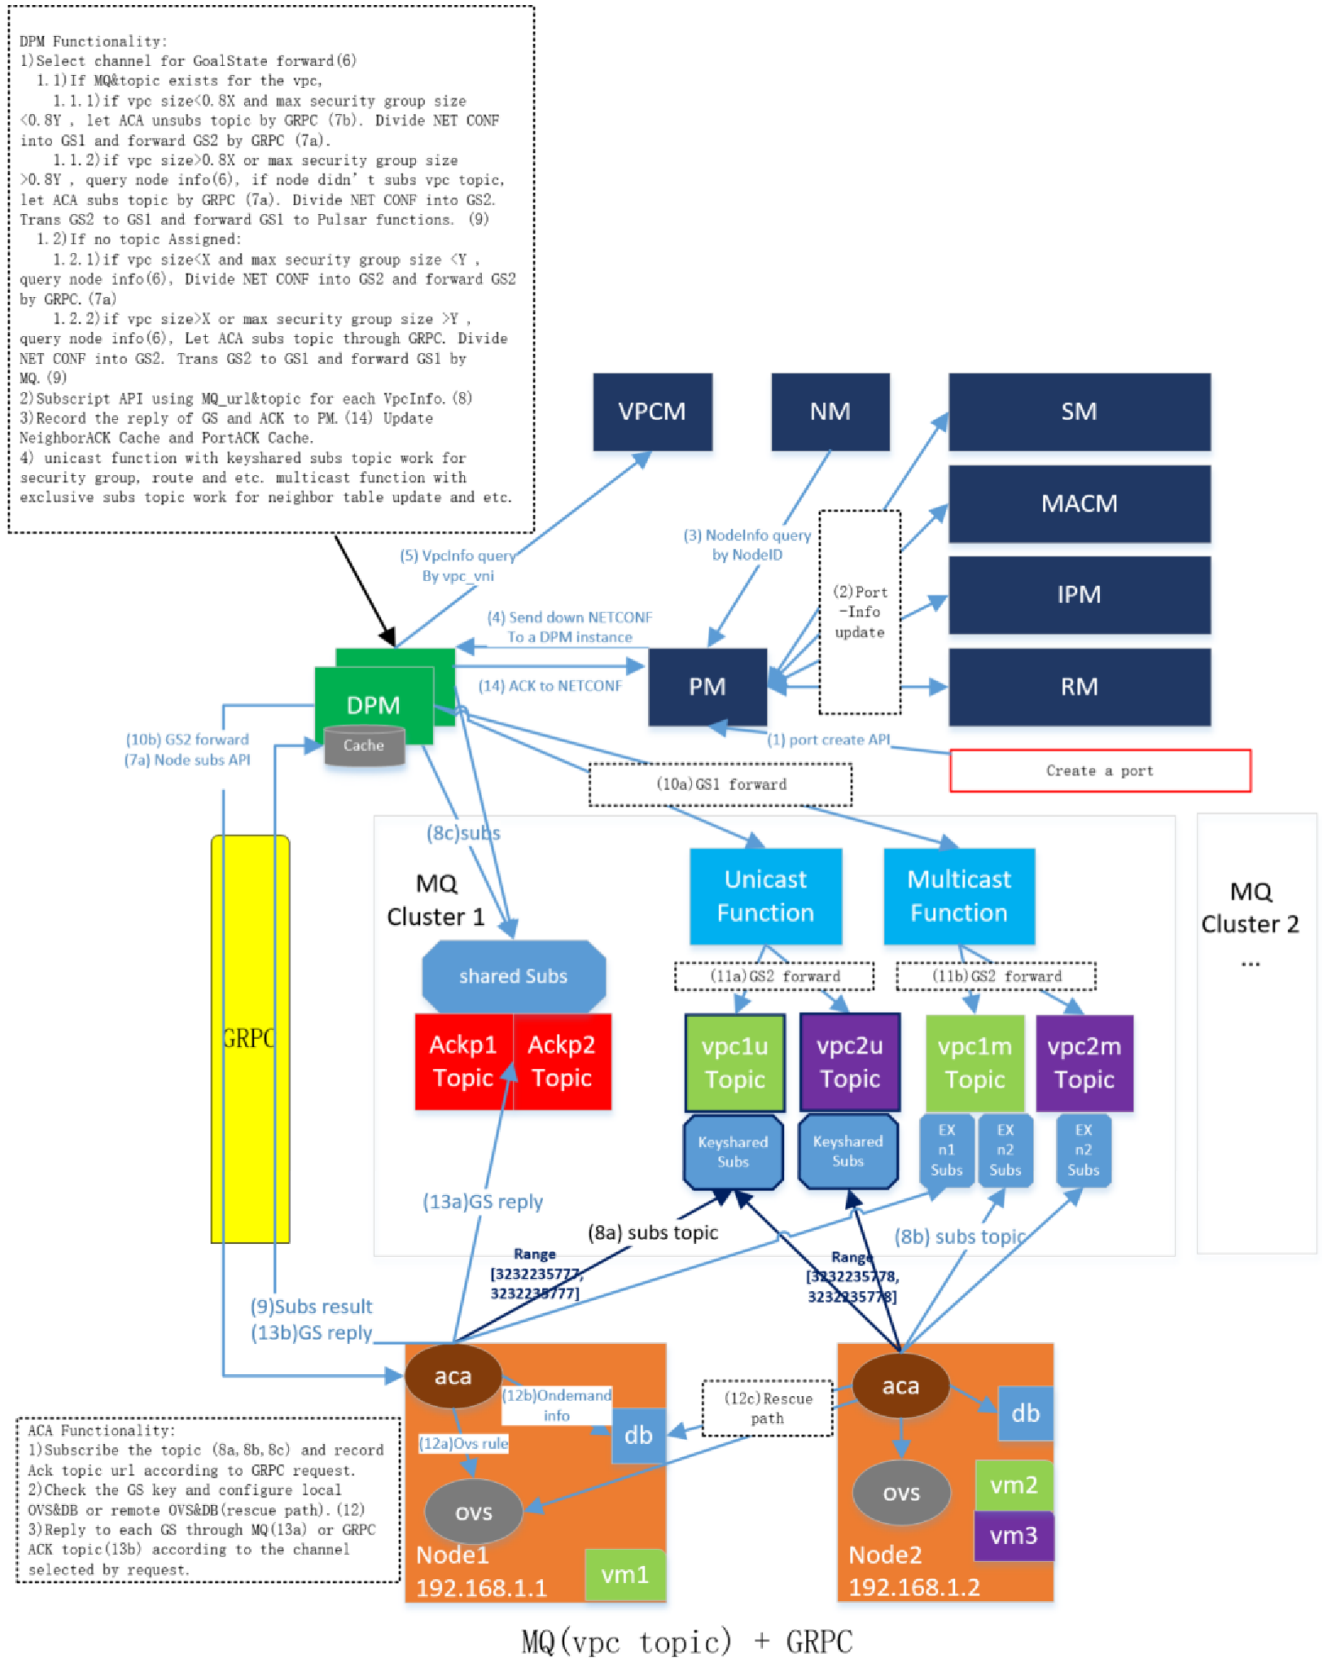 DPM Functionality:
1)Select channel for GoalState forward(6)
1.1)If MQ&topic exists for the vpc,
1.1.1)if vpc size<0.8X and max security group size
<0.8Y , let ACA unsubs topic by GRPC (7b). Divide NET CONF
into GS1 and forward GS2 by GRPC (7a).
1.1.2)if vpc size>0.8X or max security group size
>0.8Y , query node info(6), if node didn' t subs vpc topic,
let ACA subs topic by GRPC (7a). Divide NET CONF into GS2.
Trans GS2 to GS1 and forward GS1 to Pulsar functions. (9)
1.2)If no topic Assigned:
1.2.1)if vpc size<X and max security group size <Y ,
query node info(6), Divide NET CONF into GS2 and forward GS2
by GRPC.(7a)
1.2.2)if vpc size>X or max security group size >Y ,
query node info(6), Let ACA subs topic through GRPC. Divide
NET CONF into GS2. Trans GS2 to GS1 and forward GS1 by
MQ.(9)
2)Subscript API using MQ_url&topic for each VpcInfo.(8)
3)Record the reply of GS and ACK to PM.(14) Update
NeighborACK Cache and PortACK Cache.
4) unicast function with keyshared subs topic work for
security group, route and etc. multicast function with
exclusive subs topic work for neighbor table update and etc.
VPCM
NM
SM
MACM
IPM
RM
(5) VpcInfo query
By vpc_vni
(3) NodeInfo query
by NodeID
(2)Port
-Info
update
(4) Send down NETCONF
To a DPM instance
(14) ACK to NETCONF
PM
DPM
Cache
(1) port create API
Create a port
(10b) GS2 forward
(7a) Node subs API
(10a)GS1 forward
(8c)subs
MQ
Cluster 1
Unicast
Function
Multicast
Function
MQ
Cluster 2
...
shared Subs
(11a)GS2 forward
(11b)GS2 forward
GRPC
Ackp1
Topic
Ackp2
Topic
vpc1u
Topic
vpc2u
Topic
vpc1m
Topic
vpc2m
Topic
Keyshared
Subs
Keyshared
Subs
EX
n1
Subs
EX
n2
Subs
EX
n2
Subs
(13a)GS reply
(8a) subs topic
(8b) subs topic
Range
[3232235777,
3232235777]
Range
[3232235778,
3232235778]
(9)Subs result
(13b)GS reply
aca
(12b)Ondemand
info
db
(12a)Ovs rule
ovs
Node1
192.168.1.1
vm1
(12c)Rescue
path
aca
db
ovs
vm2
vm3
Node2
192.168.1.2
ACA Functionality:
1)Subscribe the topic (8a,8b,8c) and record
Ack topic url according to GRPC request.
2)Check the GS key and configure local
OVS&DB or remote OVS&DB(rescue path).(12)
3)Reply to each GS through MQ(13a) or GRPC
ACK topic(13b) according to the channel
selected by request.
MQ(vpc topic) + GRPC